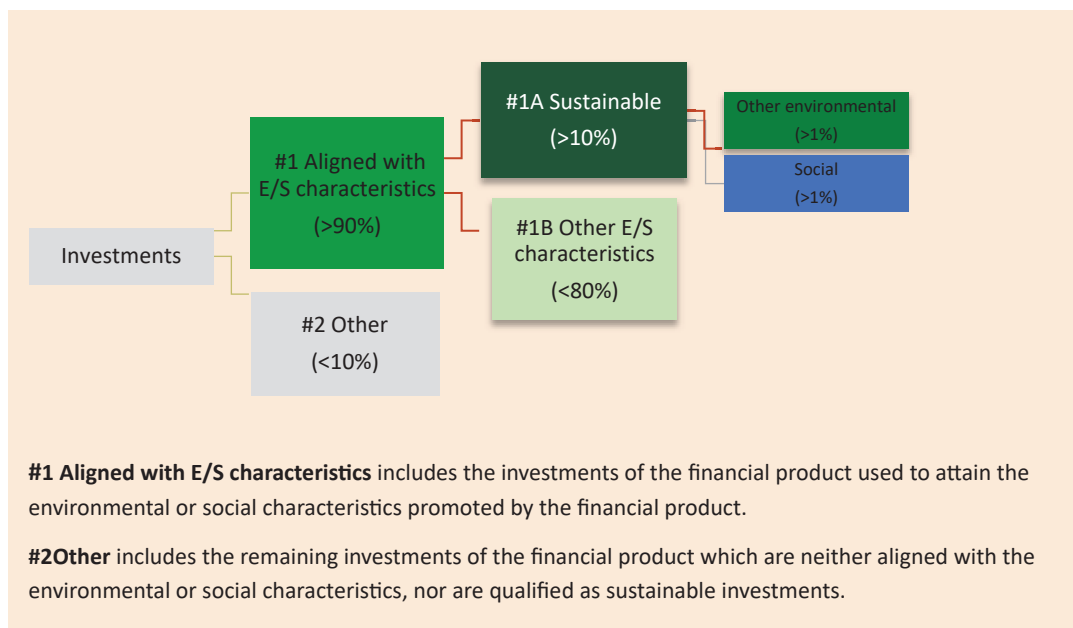 Investments
#1 Aligned with
E/S characteristics
(>90%)
#2 Other
(<10%)
#1A Sustainable
(>10%)
#1B Other E/S
characteristics
(<80%)
Other environmental
(>1%)
Social
(>1%)
#1 Aligned with E/S characteristics includes the investments of the financial product used to attain the
environmental or social characteristics promoted by the financial product.
#2Other includes the remaining investments of the financial product which are neither aligned with the
environmental or social characteristics, nor are qualified as sustainable investments.